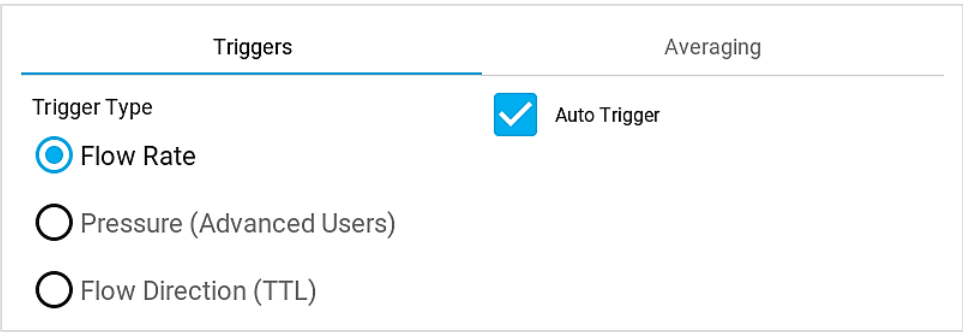 Triggers
Averaging
Trigger Type
Auto Trigger
Flow Rate
Pressure (Advanced Users)
Flow Direction (TTL)